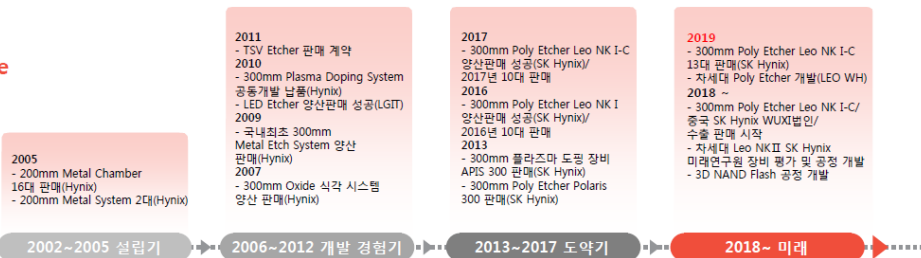 e
2005
- 200mm Metal Chamber
16대 판매(Hynix)
- 200mm Metal System 2대(Hynix)
2002~2005 설립기
2011
- TSV Etcher 판매 계약
2010
- 300mm Plasma Doping System
공동개발 납품(Hynix)
- LED Etcher 양산판매 성공(LGIT)
2009
- 국내최초 300mm
Metal Etch System 양산
판매(Hynix)
2007
- 300mm Oxide 식각 시스템
양산 판매(Hynix)
2006~2012 개발 경험기
2017
- 300mm Poly Etcher Leo NK I-C
양산판매 성공(SK Hynix)/
2017년 10대 판매
2016
- 300mm Poly Etcher Leo NK I
양산판매 성공(SK Hynix)/
2016년 10대 판매
2013
- 300mm 플라즈마 도핑 장비
APIS 300 판매(SK Hynix)
- 300mm Poly Etcher Polaris
300 판매(SK Hynix)
2013~2017 도약기
2019
- 300mm Poly Etcher Leo NK I-C
13대 판매(SK Hynix)
- 차세대 Poly Etcher 개발(LEO WH)
2018 ~
- 300mm Poly Etcher Leo NK I-C/
중국 SK Hynix WUXI법인/
수출 판매 시작
- 차세대 Leo NKⅡ SK Hynix
미래연구원 장비 평가 및 공정 개발
- 3D NAND Flash 공정 개발
2018~ 미래